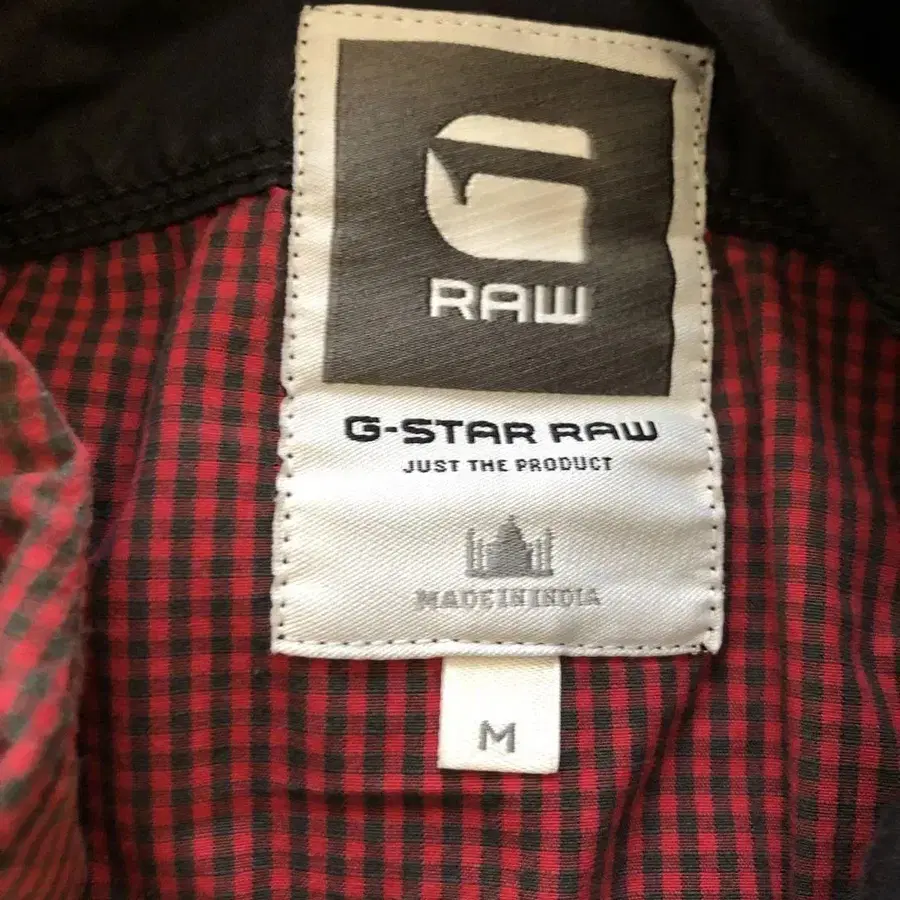 G
RAW
G-STAR RAW
JUST THE PRODUCT
MADE IN INDIA
M